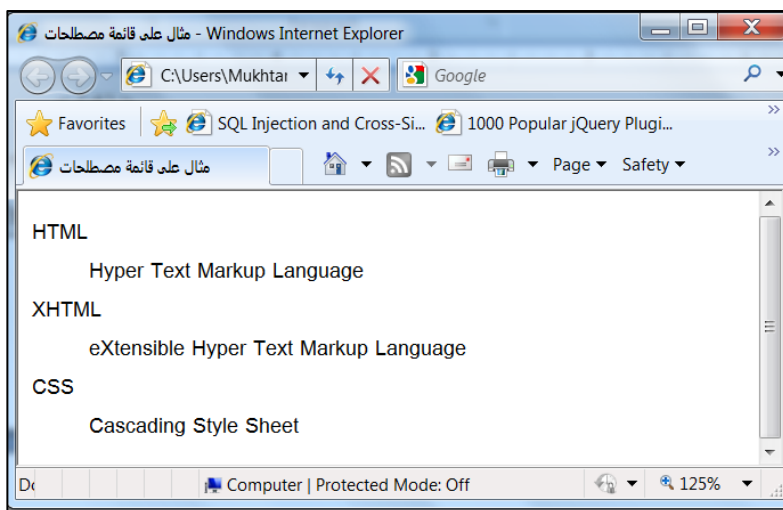 مثال على قائمة مصطلحات - Windows Internet Explorer
C:\Users\Mukhtar Google
Favorites SQL Injection and Cross-Si... 1000 Popular jQuery Plugi...
مثال على قائمة مصطلحات Page Safety
HTML
Hyper Text Markup Language
XHTML
eXtensible Hyper Text Markup Language
CSS
Cascading Style Sheet
Computer | Protected Mode: Off 125%